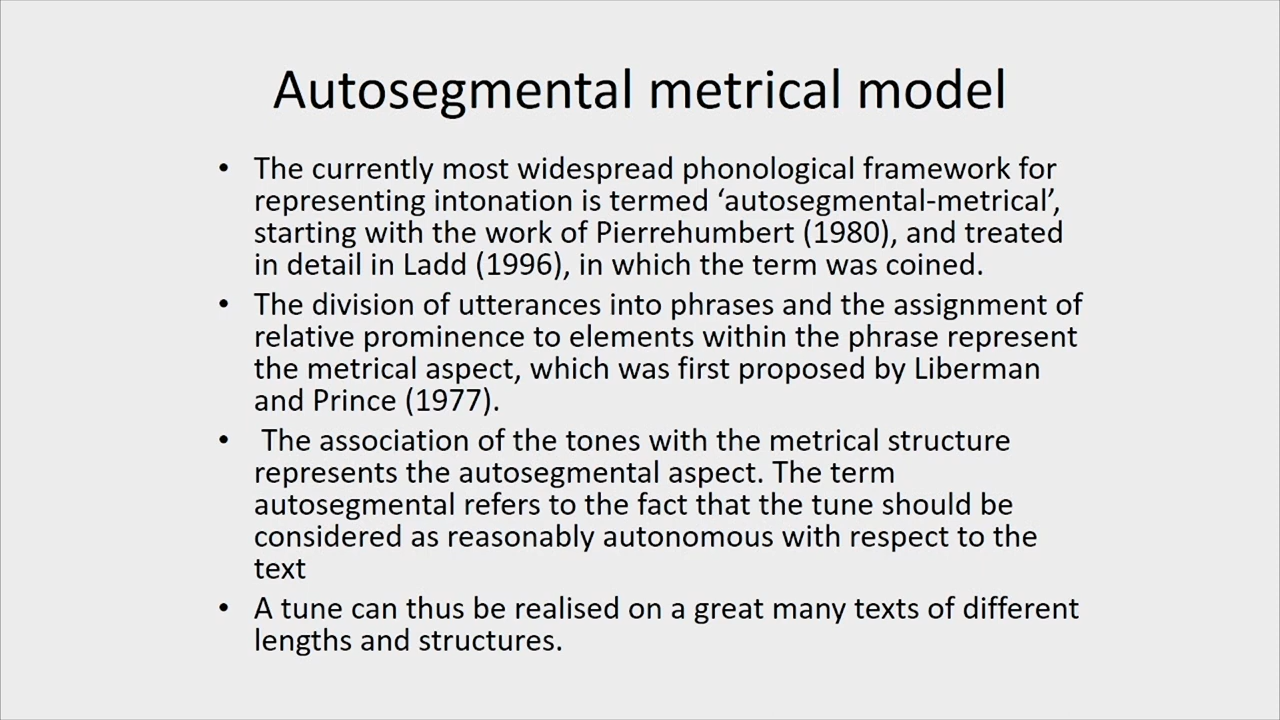 Autosegmental metrical model
• The currently most widespread phonological framework for
representing intonation is termed ‘autosegmental-metrical’,
starting with the work of Pierrehumbert (1980), and treated
in detail in Ladd (1996), in which the term was coined.
• The division of utterances into phrases and the assignment of
relative prominence to elements within the phrase represent
the metrical aspect, which was first proposed by Liberman
and Prince (1977).
• The association of the tones with the metrical structure
represents the autosegmental aspect. The term
autosegmental refers to the fact that the tune should be
considered as reasonably autonomous with respect to the
text
• A tune can thus be realised on a great many texts of different
lengths and structures.